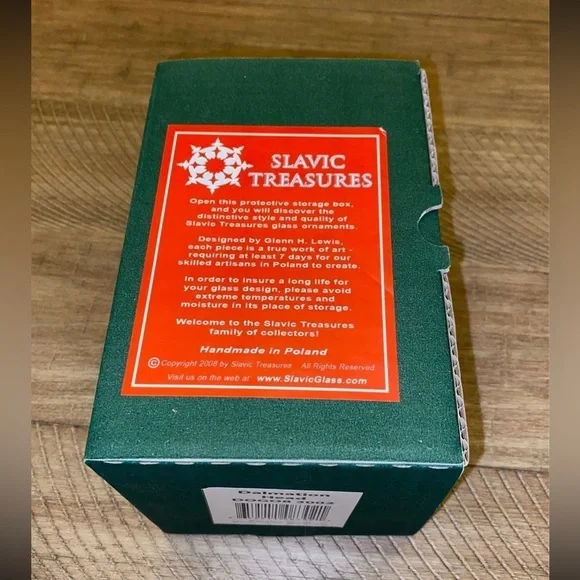 SLAVIC
TREASURES
Open this protective storage box,
and you will discover the
distinctive style and quality of
Slavic Treasures glass ornaments.
Designed by Glenn H. Lewis,
each piece is a true work of art -
requiring at least 7 days for our
skilled artisans in Poland to create.
In order to insure a long life for
your glass design, please avoid
extreme temperatures and
moisture in its place of storage.
Welcome to the Slavic Treasures
family of collectors!
Handmade in Poland
© Copyright 2008 by Slavic Treasures All Rights Reserved
Visit us on the web at www.SlavicGlass.com
Dalmation
Head